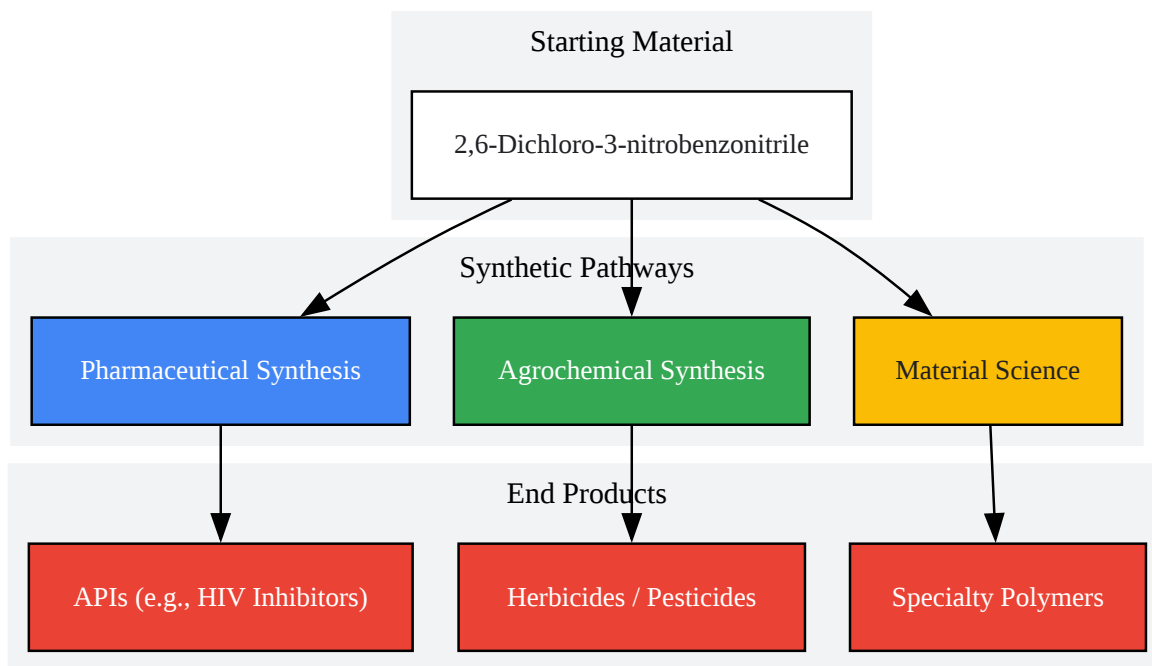 Starting Material
2,6-Dichloro-3-nitrobenzonitrile
Synthetic Pathways
Pharmaceutical Synthesis
Agrochemical Synthesis
Material Science
End Products
APIs (e.g., HIV Inhibitors)
Herbicides / Pesticides
Specialty Polymers